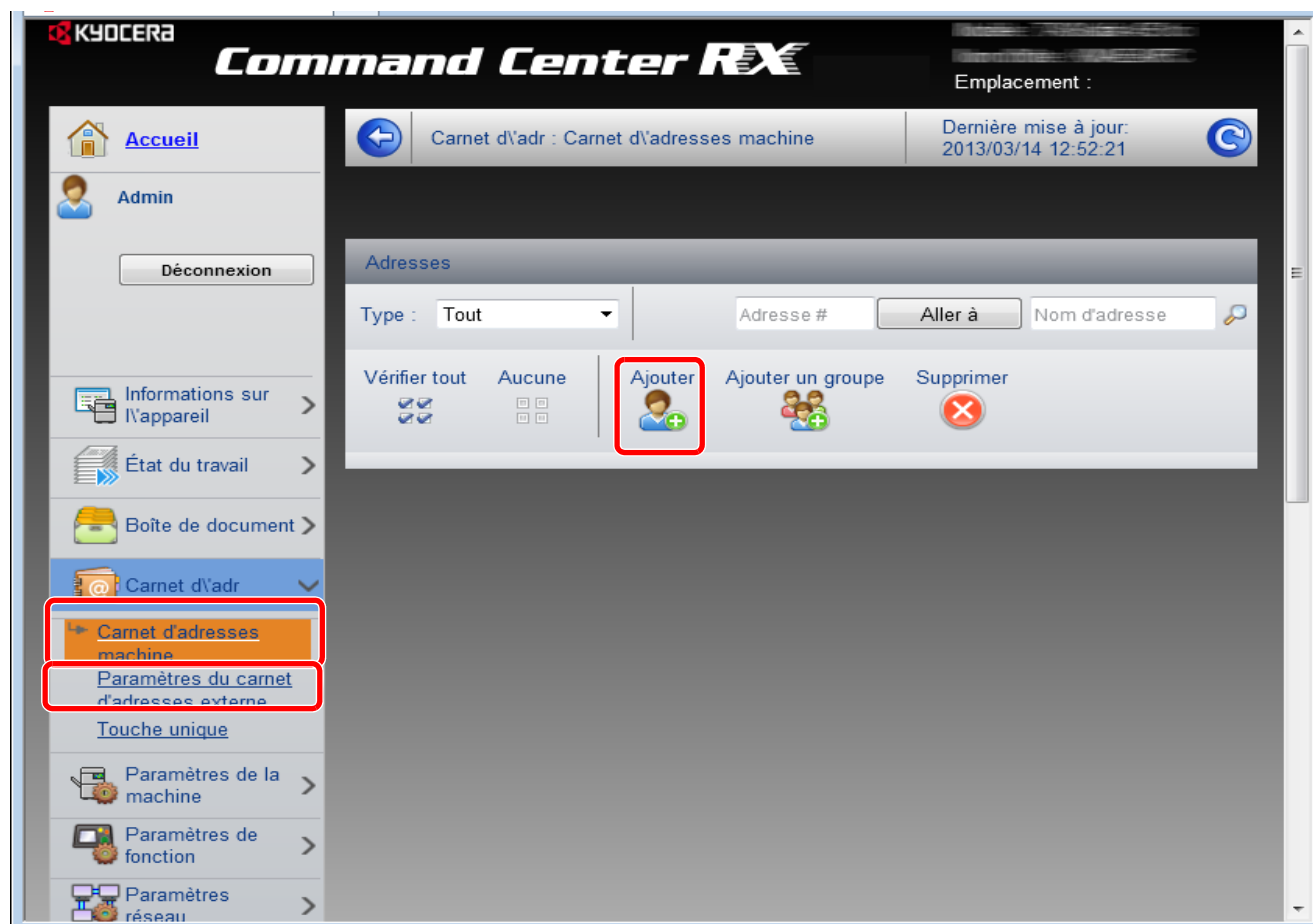 KYOCERA
Command Center RX
Emplacement :
Accueil
Carnet d\'adr : Carnet d\'adresses machine
Dernière mise à jour:
2013/03/14 12:52:21
Admin
Déconnexion
Adresses
Type : Tout
Adresse #
Aller à
Nom d'adresse
Vérifier tout
Aucune
Ajouter
Ajouter un groupe
Supprimer
Informations sur
l\'appareil
État du travail
Boîte de document
Carnet d\'adr
Carnet d'adresses
machine
Paramètres du carnet
d'adresses externe
Touche unique
Paramètres de la
machine
Paramètres de
fonction
Paramètres
réseau